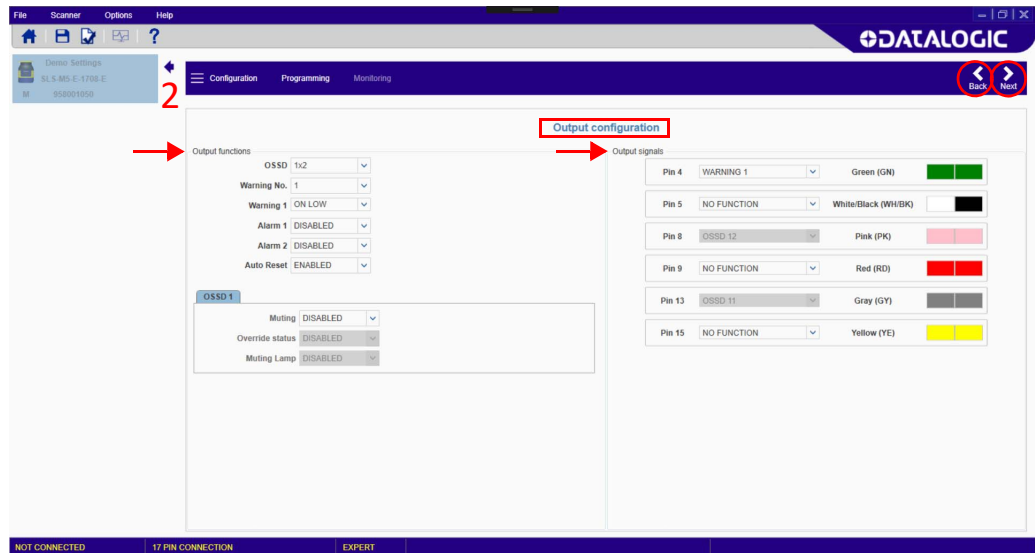 File Scanner Options Help
DATALOGIC
Demo Settings
SLS-M5-E-1708-E
M 958001050
2
Configuration Programming Monitoring
Back Next
Output configuration
Output functions
OSSD 1x2
Warning No. 1
Warning 1 ON LOW
Alarm 1 DISABLED
Alarm 2 DISABLED
Auto Reset ENABLED
OSSD 1
Muting DISABLED
Override status DISABLED
Muting Lamp DISABLED
Output signals
Pin 4 WARNING 1 Green (GN)
Pin 5 NO FUNCTION White/Black (WH/BK)
Pin 8 OSSD 12 Pink (PK)
Pin 9 NO FUNCTION Red (RD)
Pin 13 OSSD 11 Gray (GY)
Pin 15 NO FUNCTION Yellow (YE)
NOT CONNECTED 17 PIN CONNECTION EXPERT